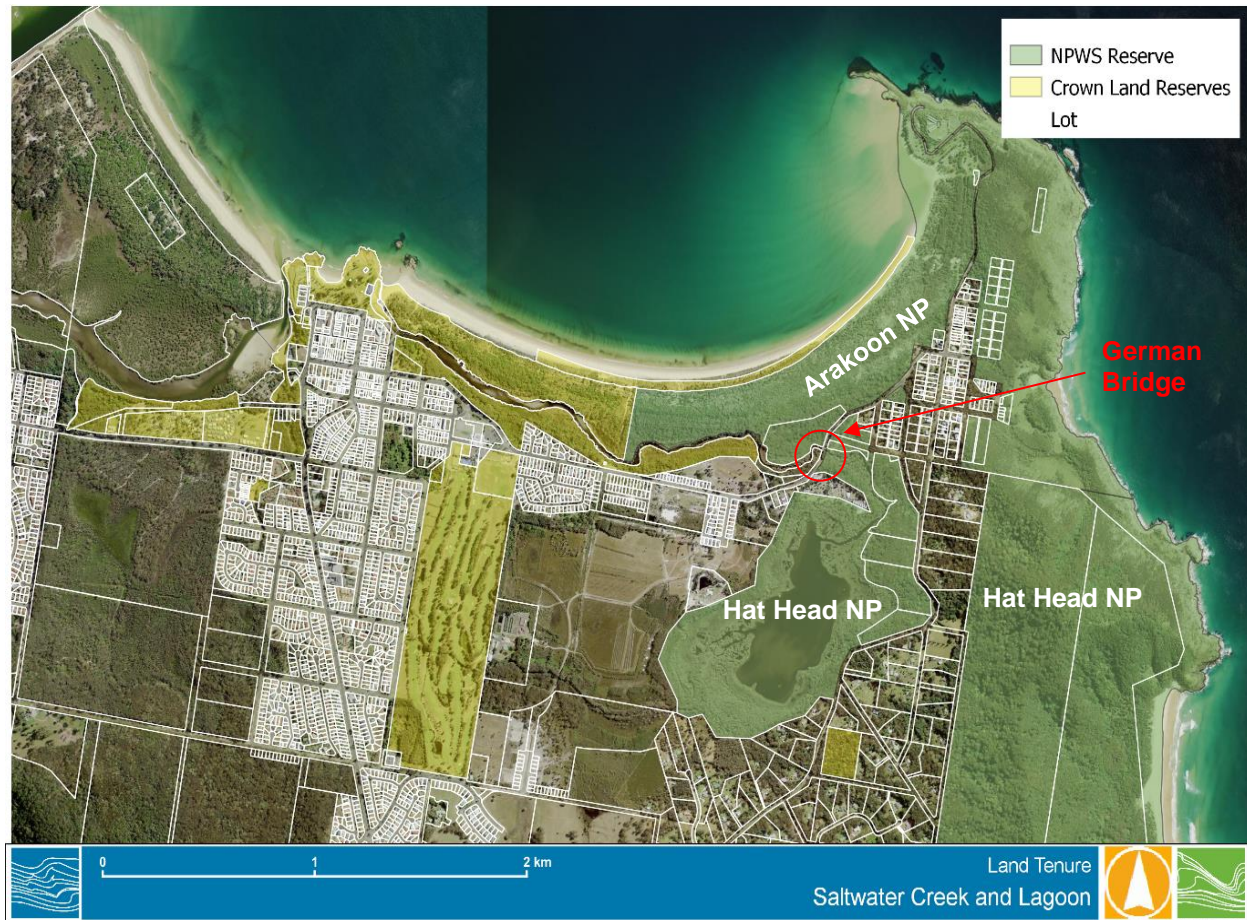 NPWS Reserve
Crown Land Reserves
Lot
Arakoon NP
German
Bridge
Hat Head NP
Hat Head NP
0 1 2 km
Land Tenure
Saltwater Creek and Lagoon